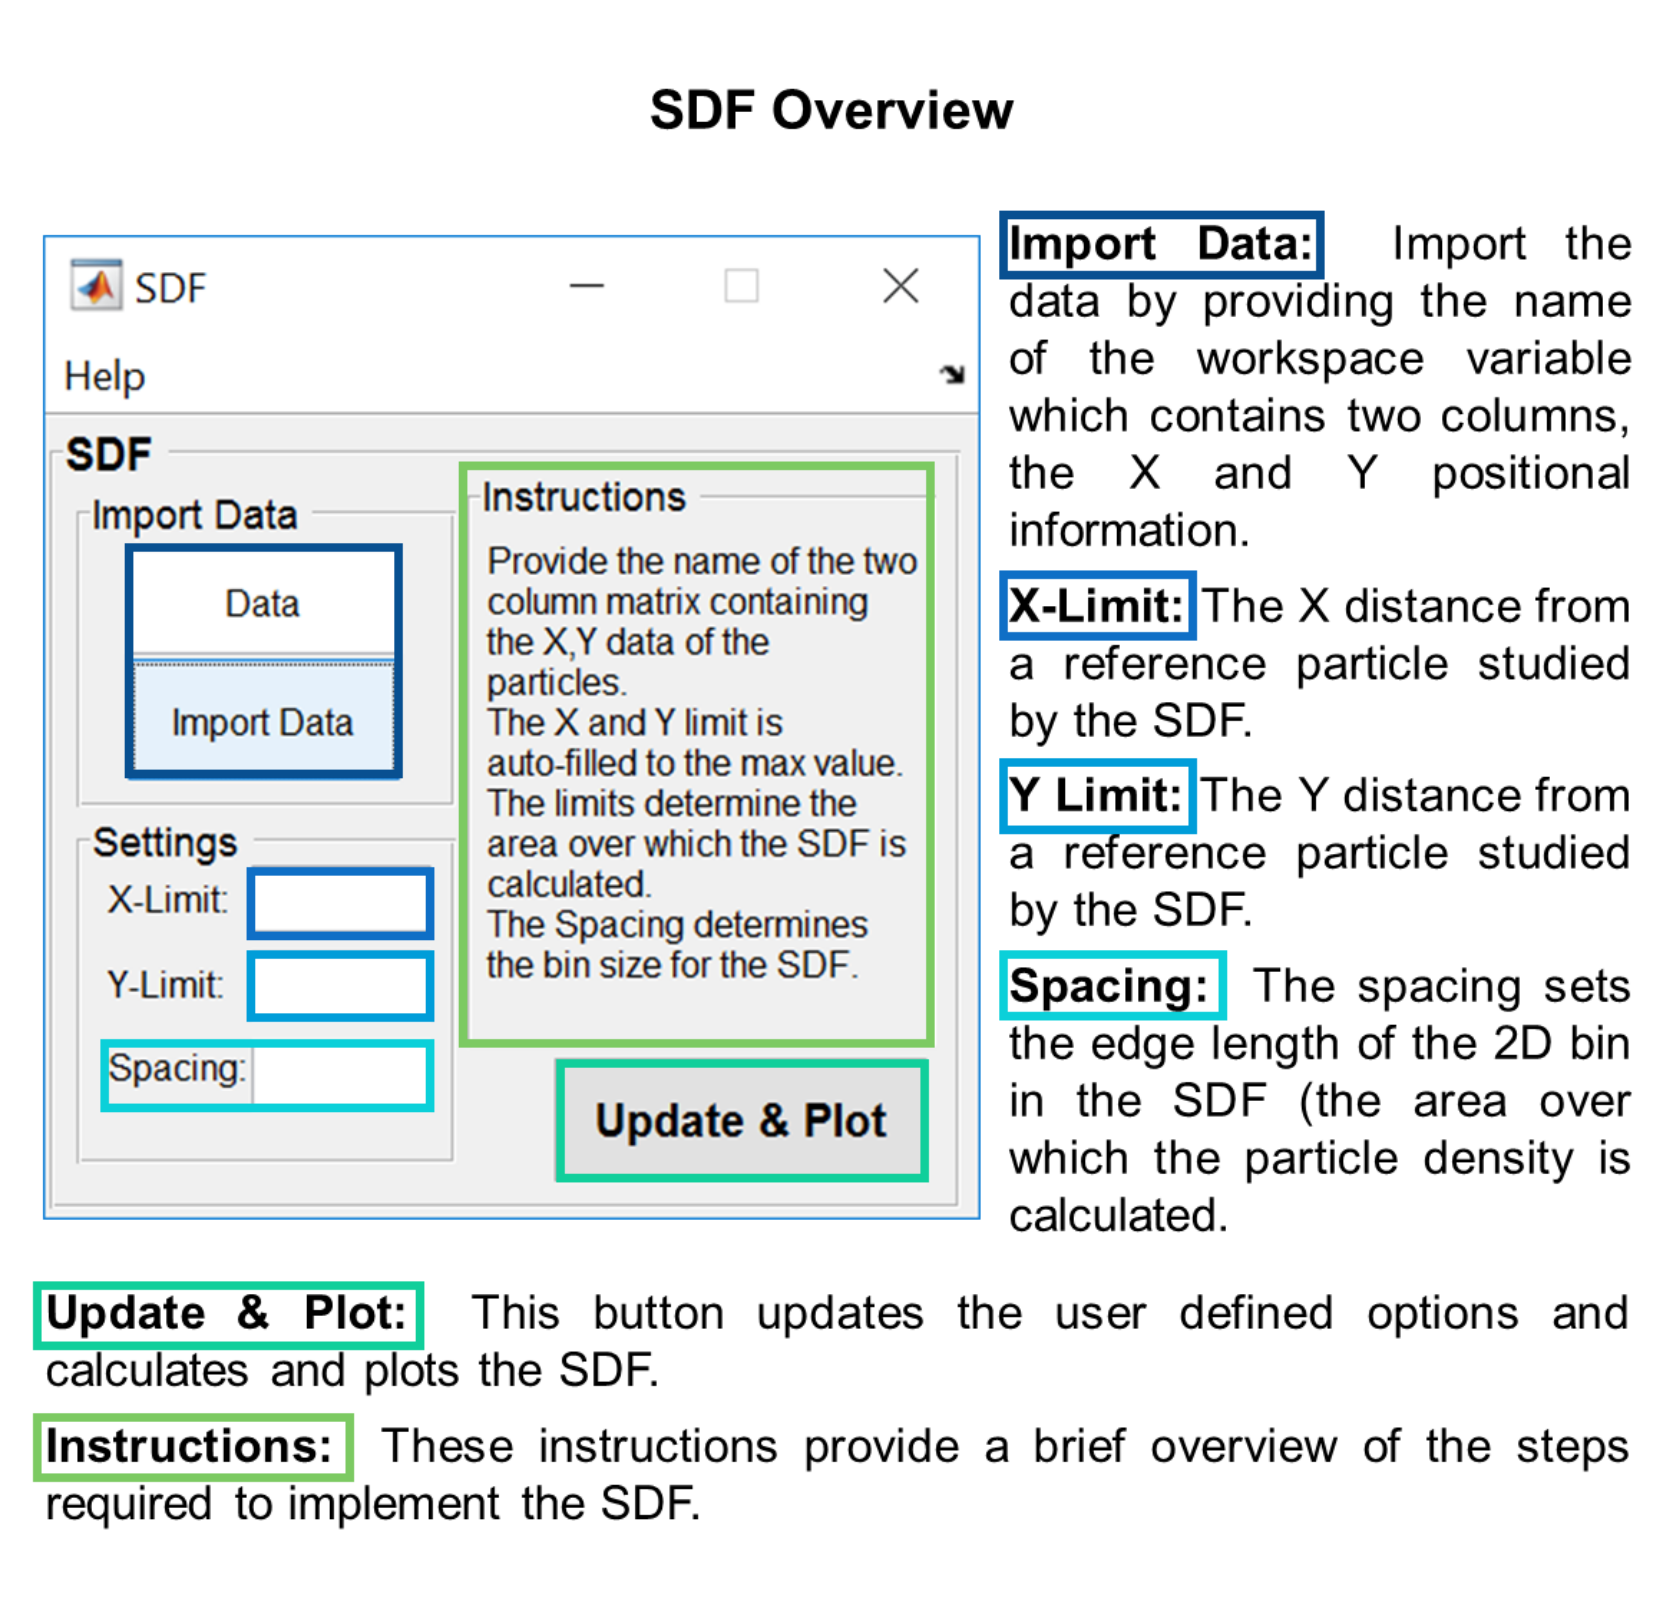 SDF Overview
SDF
Help
SDF
Import Data
Data
Import Data
Settings
X-Limit:
Y-Limit:
Spacing:
Instructions
Provide the name of the two
column matrix containing
the X,Y data of the
particles.
The X and Y limit is
auto-filled to the max value.
The limits determine the
area over which the SDF is
calculated.
The Spacing determines
the bin size for the SDF.
Update & Plot
Import Data: Import the
data by providing the name
of the workspace variable
which contains two columns,
the X and Y positional
information.
X-Limit: The X distance from
a reference particle studied
by the SDF.
Y Limit: The Y distance from
a reference particle studied
by the SDF.
Spacing: The spacing sets
the edge length of the 2D bin
in the SDF (the area over
which the particle density is
calculated.
Update & Plot: This button updates the user defined options and
calculates and plots the SDF.
Instructions: These instructions provide a brief overview of the steps
required to implement the SDF.